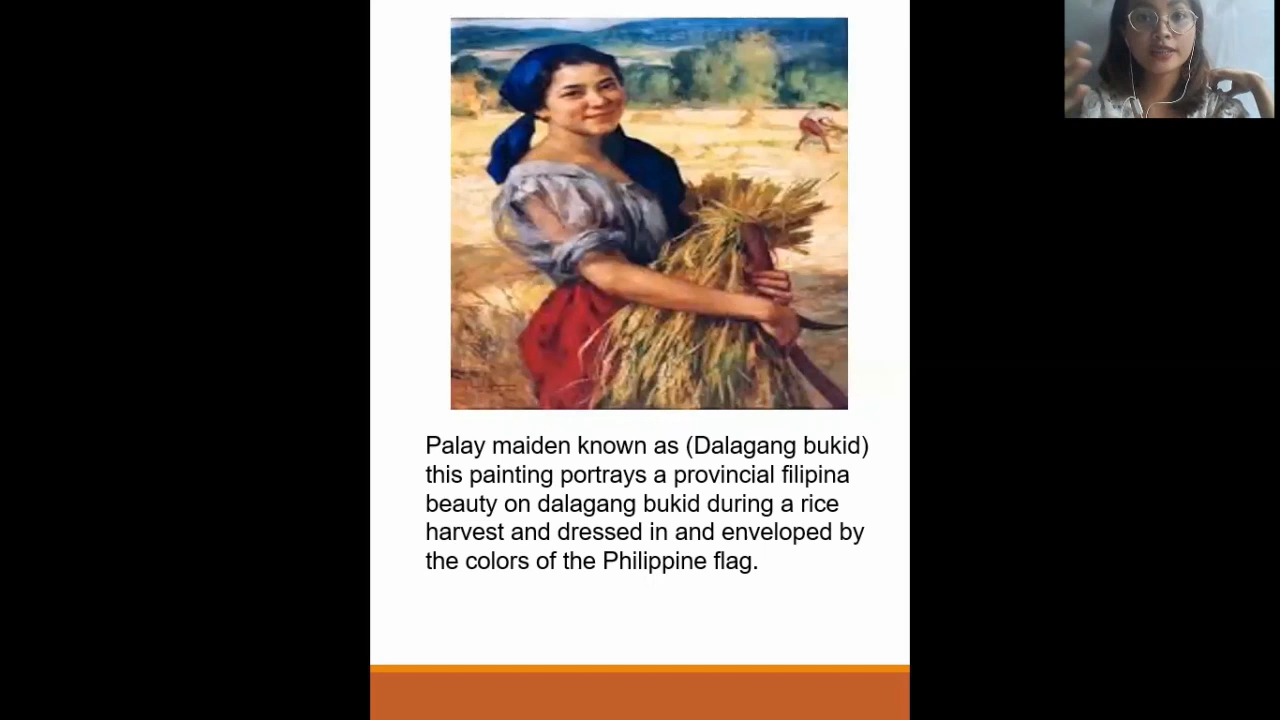 Palay maiden known as (Dalagang bukid)
this painting portrays a provincial filipina
beauty on dalagang bukid during a rice
harvest and dressed in and enveloped by
the colors of the Philippine flag.